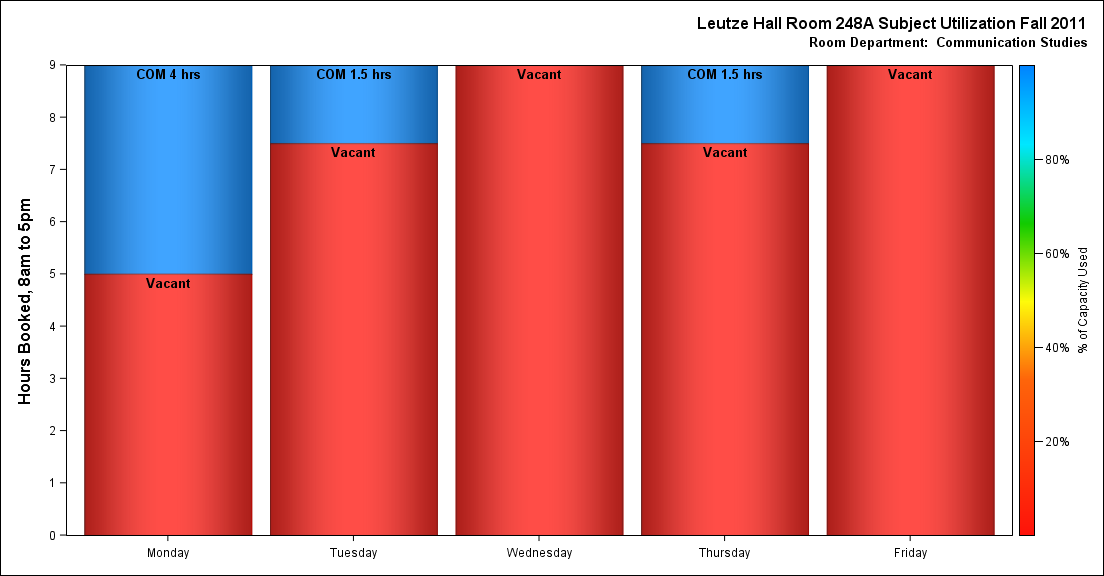 Leutze Hall Room 248A Subject Utilization Fall 2011
Room Department:  Communication Studies
Hours Booked, 8am to 5pm
9
8
7
6
5
4
3
2
1
0
COM 4 hrs
Vacant
COM 1.5 hrs
Vacant
Vacant
COM 1.5 hrs
Vacant
Vacant
Monday
Tuesday
Wednesday
Thursday
Friday
80%
60%
40%
20%
% of Capacity Used